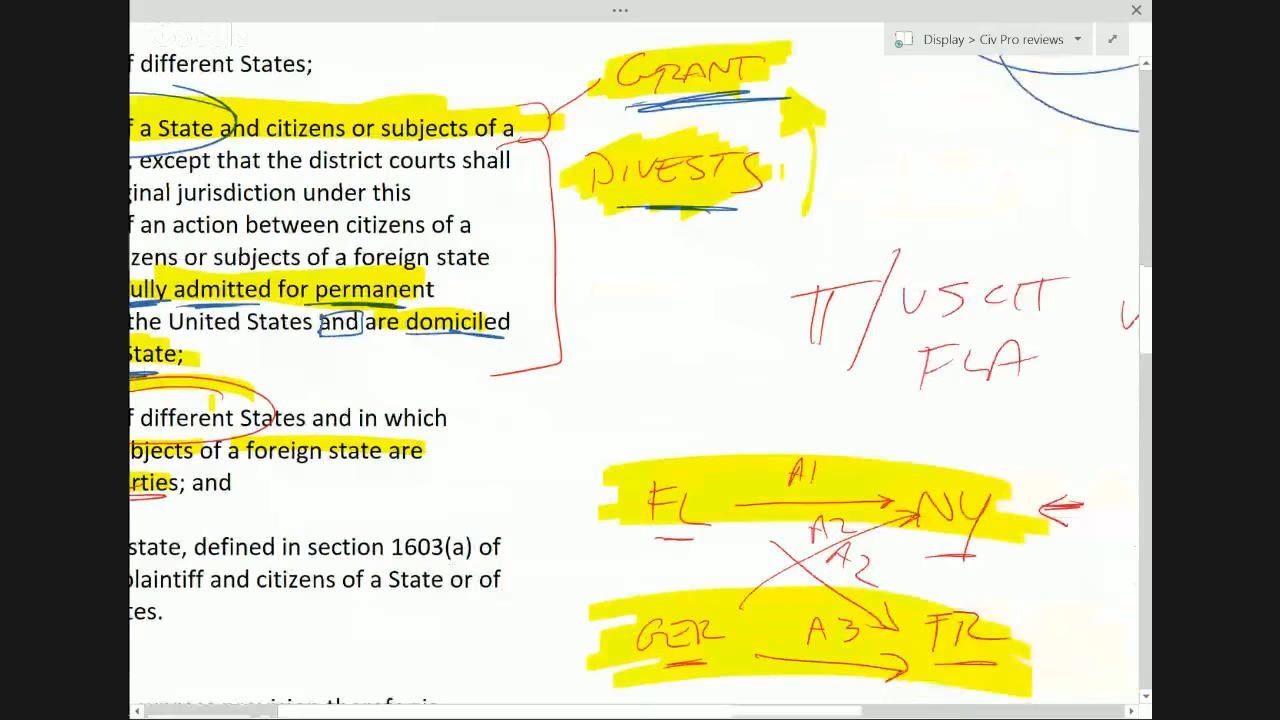 Google
Display > Civ Pro reviews
f different States;
f a State and citizens or subjects of a
, except that the district courts shall
ginal jurisdiction under this
f an action between citizens of a
zens or subjects of a foreign state
ully admitted for permanent
the United States and are domiciled
State;
f different States and in which
bjects of a foreign state are
rties; and
state, defined in section 1603(a) of
plaintiff and citizens of a State or of
tes.
GRANT
DIVESTS
π / US CIT
FLA
FL A1 NY
A2
A2
GER A3 FR